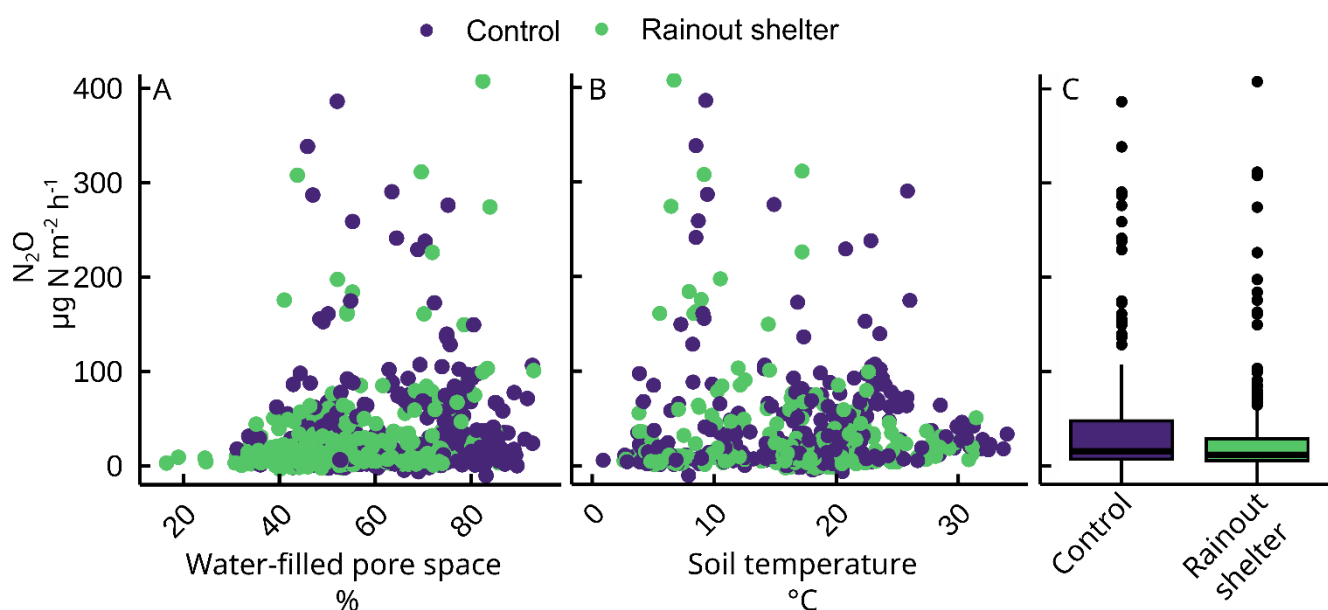 Control Rainout shelter
A
B
C
400
300
200
100
0
N₂O
µg N m⁻² h⁻¹
20 40 60 80
Water-filled pore space
%
0 10 20 30
Soil temperature
°C
Control
Rainout
shelter